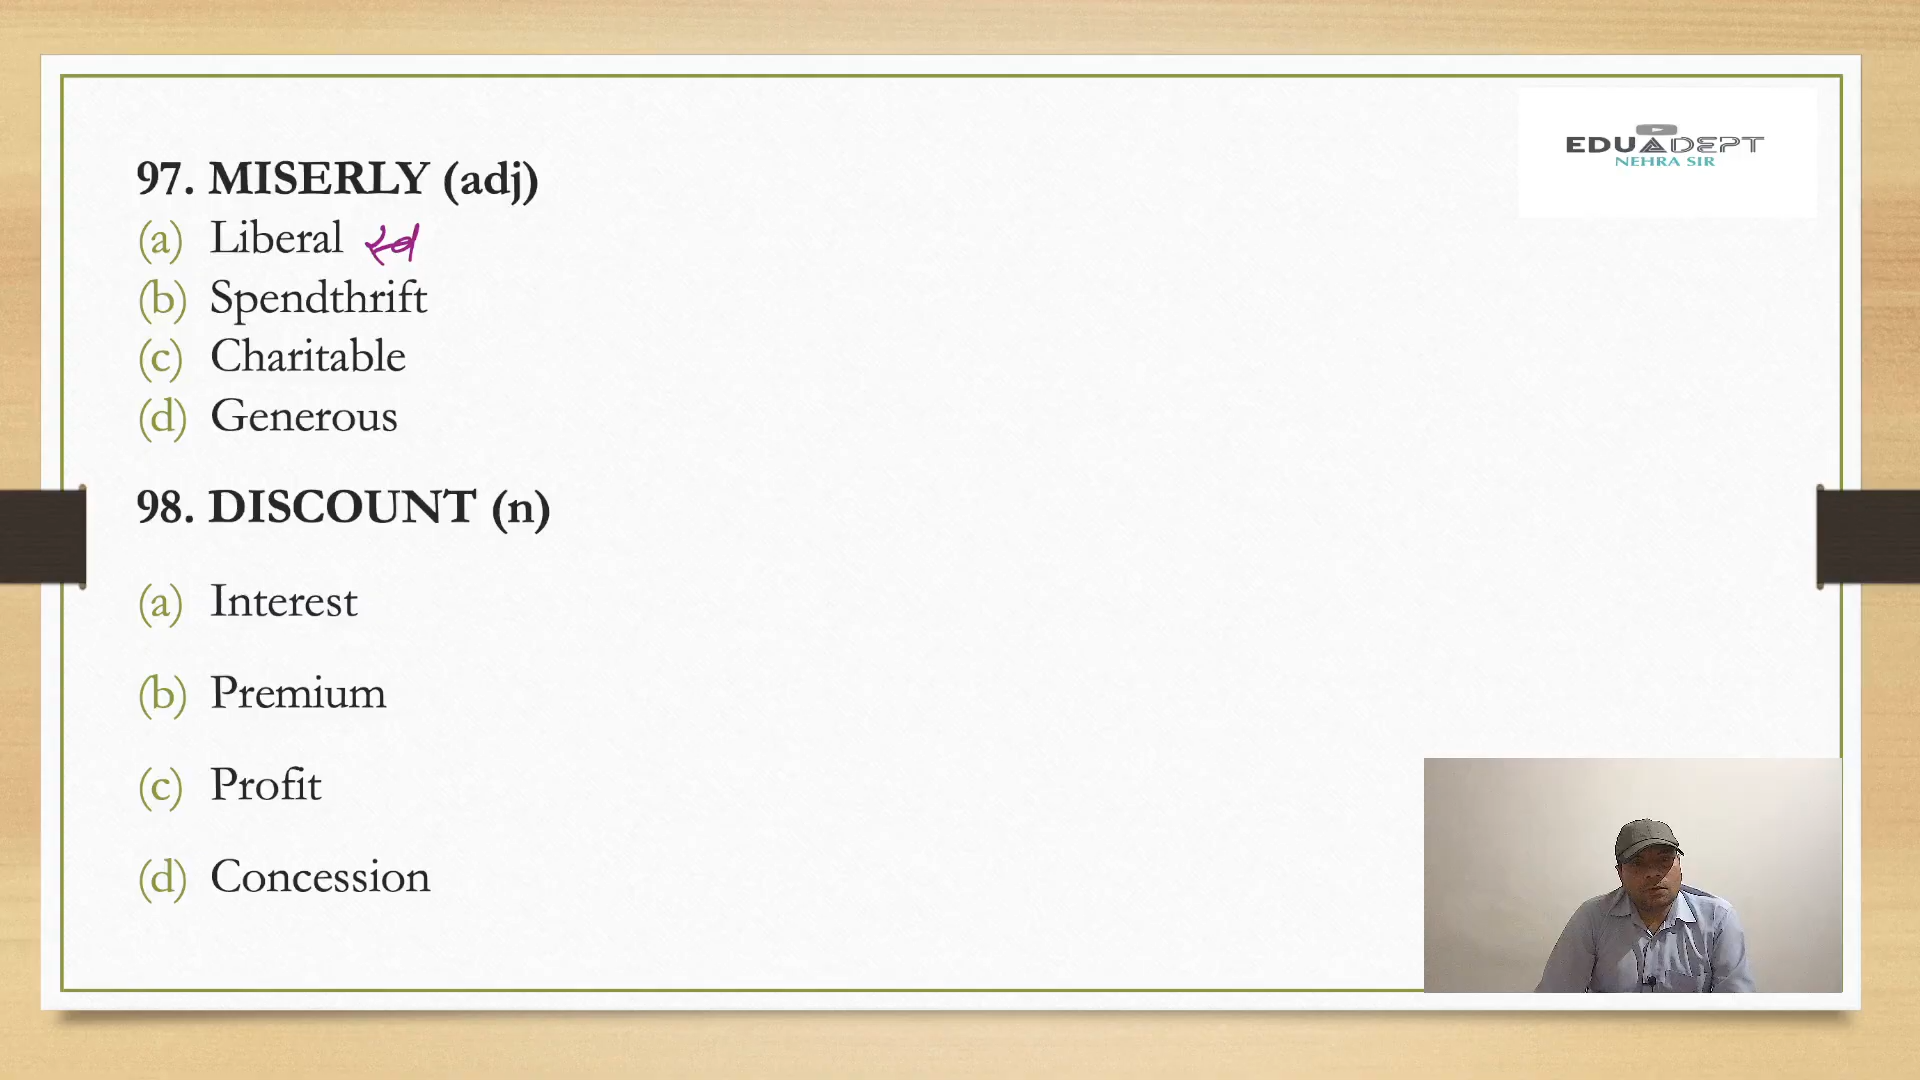 EDUADEPT
NEHRA SIR
97. MISERLY (adj)
(a) Liberal
(b) Spendthrift
(c) Charitable
(d) Generous
98. DISCOUNT (n)
(a) Interest
(b) Premium
(c) Profit
(d) Concession